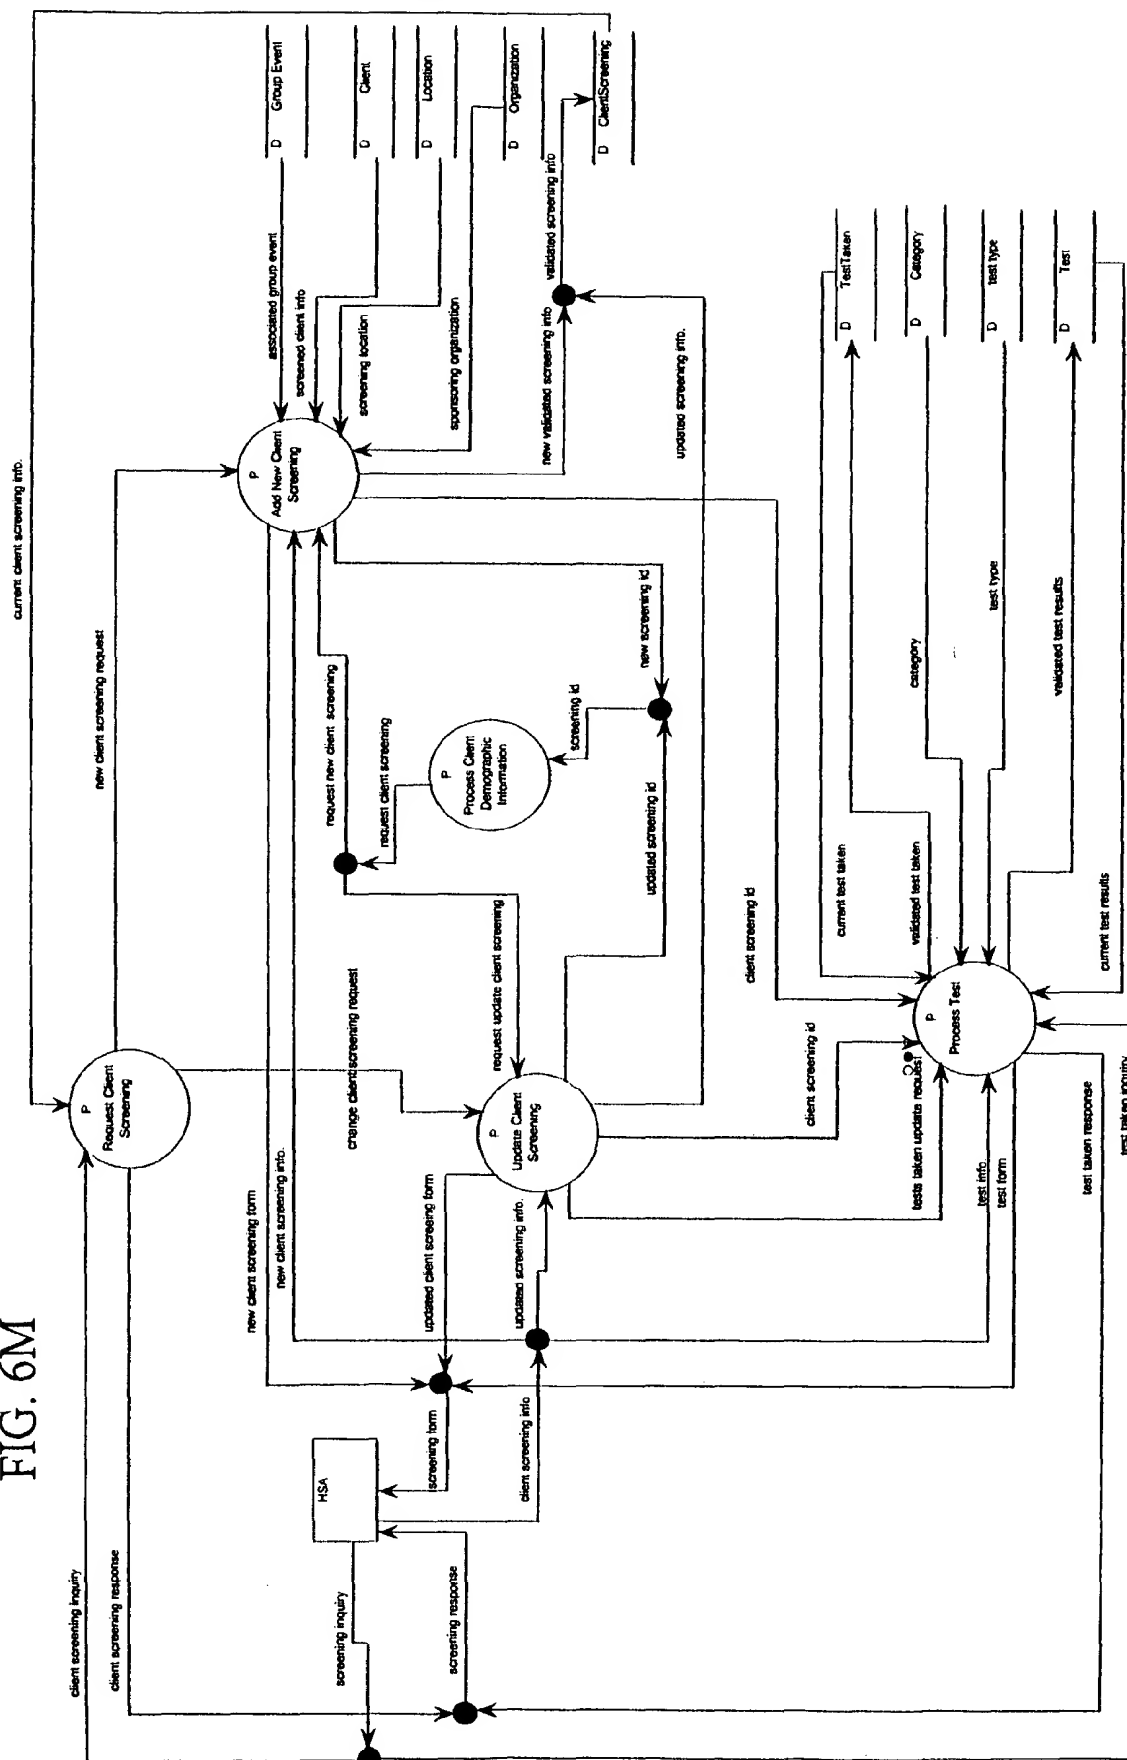 FIG. 6M
client screening inquiry
client screening response
current client screening info.
new client screening request
P
Request Client
Screening
new client screening form
new client screening info.
change client screening request
request new client screening
request client screening
P
Add New Client
Screening
associated group event
screened client info
screening location
sponsoring organization
D Group Event
D Client
D Location
D Organization
D ClientScreening
new validated screening info
validated screening info
updated screening info.
HSA
screening inquiry
screening response
screening form
client screening info
updated client screeing form
updated screening info.
P
Update Client
Screening
request update client screening
P
Process Client
Demographic
Information
screening id
new screening id
updated screening id
client screening id
client screening id
tests taken update request
test info.
test form
test taken response
test taken inquiry
P
Process Test
current test taken
validated test taken
category
test type
validated test results
current test results
D TestTaken
D Category
D test type
D Test